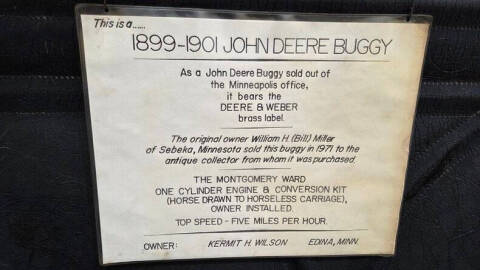 This is a......
1899-1901 JOHN DEERE BUGGY
As a John Deere Buggy sold out of
the Minneapolis office,
it bears the
DEERE & WEBER
brass label.
The original owner William H. (Bill) Miller
of Sebeka, Minnesota sold this buggy in 1971 to the
antique collector from whom it was purchased.
THE MONTGOMERY WARD
ONE CYLINDER ENGINE & CONVERSION KIT
(HORSE DRAWN TO HORSELESS CARRIAGE),
OWNER INSTALLED.
TOP SPEED - FIVE MILES PER HOUR.
OWNER: KERMIT H. WILSON EDINA, MINN.